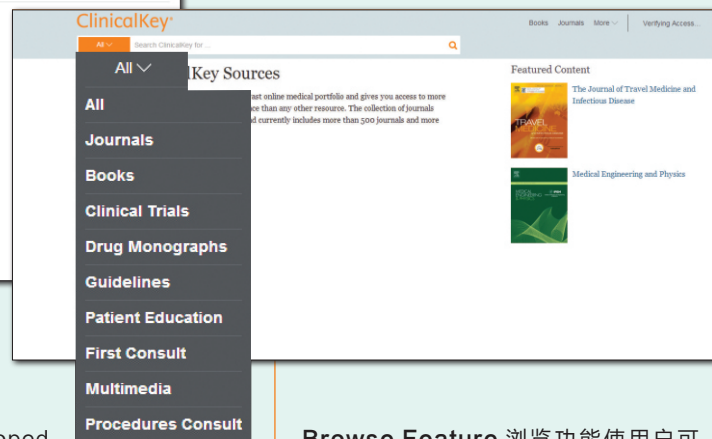 ClinicalKey®
Books Journals More Verifying Access...
All Search ClinicalKey for ...
All
lKey Sources
ast online medical portfolio and gives you access to more
ce than any other resource. The collection of journals
d currently includes more than 500 journals and more
Featured Content
The Journal of Travel Medicine and
Infectious Disease
TRAVEL
MEDICINE
Medical Engineering and Physics
All
Journals
Books
Clinical Trials
Drug Monographs
Guidelines
Patient Education
First Consult
Multimedia
Procedures Consult
oped
Browse Feature 浏览功能使用户可